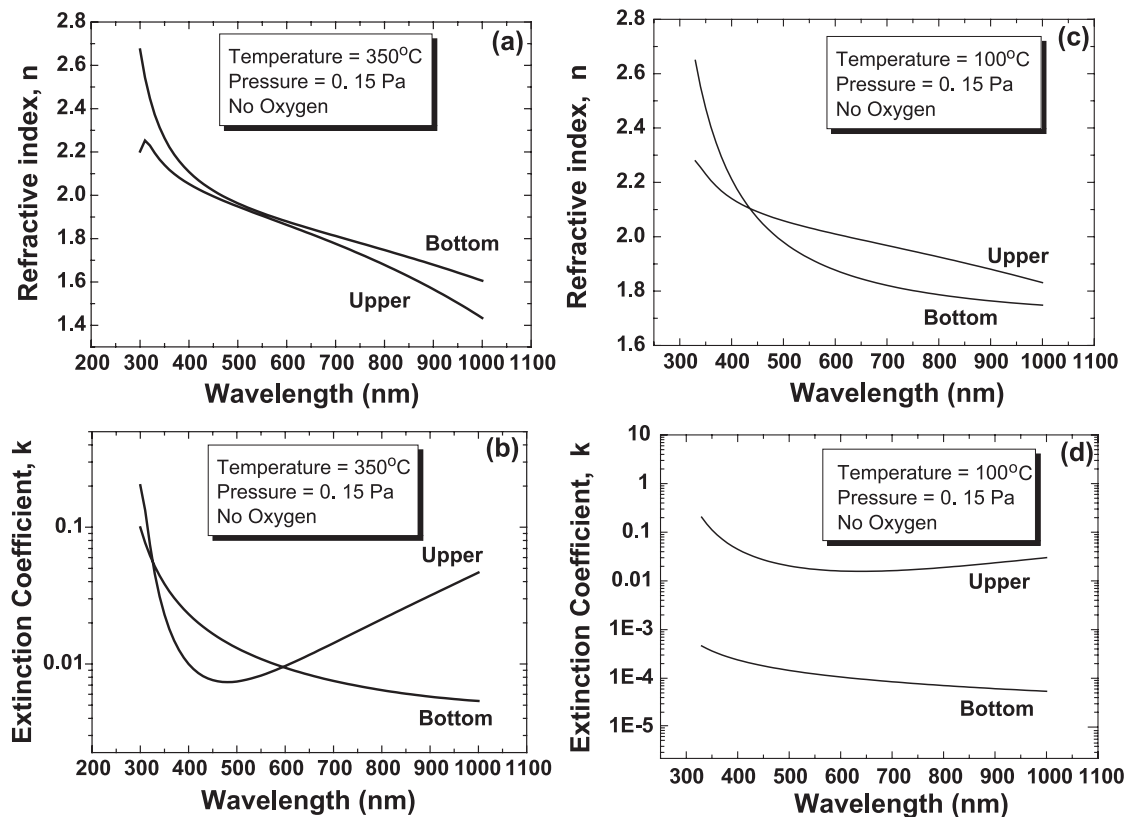 (a)
Temperature = 350°C
Pressure = 0. 15 Pa
No Oxygen
Refractive index, n
2.8
2.6
2.4
2.2
2.0
1.8
1.6
1.4
Bottom
Upper
200 300 400 500 600 700 800 900 1000 1100
Wavelength (nm)
(c)
Temperature = 100°C
Pressure = 0. 15 Pa
No Oxygen
Refractive index, n
2.8
2.6
2.4
2.2
2.0
1.8
1.6
Upper
Bottom
300 400 500 600 700 800 900 1000 1100
Wavelength (nm)
(b)
Temperature = 350°C
Pressure = 0. 15 Pa
No Oxygen
Extinction Coefficient, k
0.1
0.01
Upper
Bottom
200 300 400 500 600 700 800 900 1000 1100
Wavelength (nm)
(d)
Temperature = 100°C
Pressure = 0. 15 Pa
No Oxygen
Extinction Coefficient, k
10
1
0.1
0.01
1E-3
1E-4
1E-5
Upper
Bottom
300 400 500 600 700 800 900 1000 1100
Wavelength (nm)